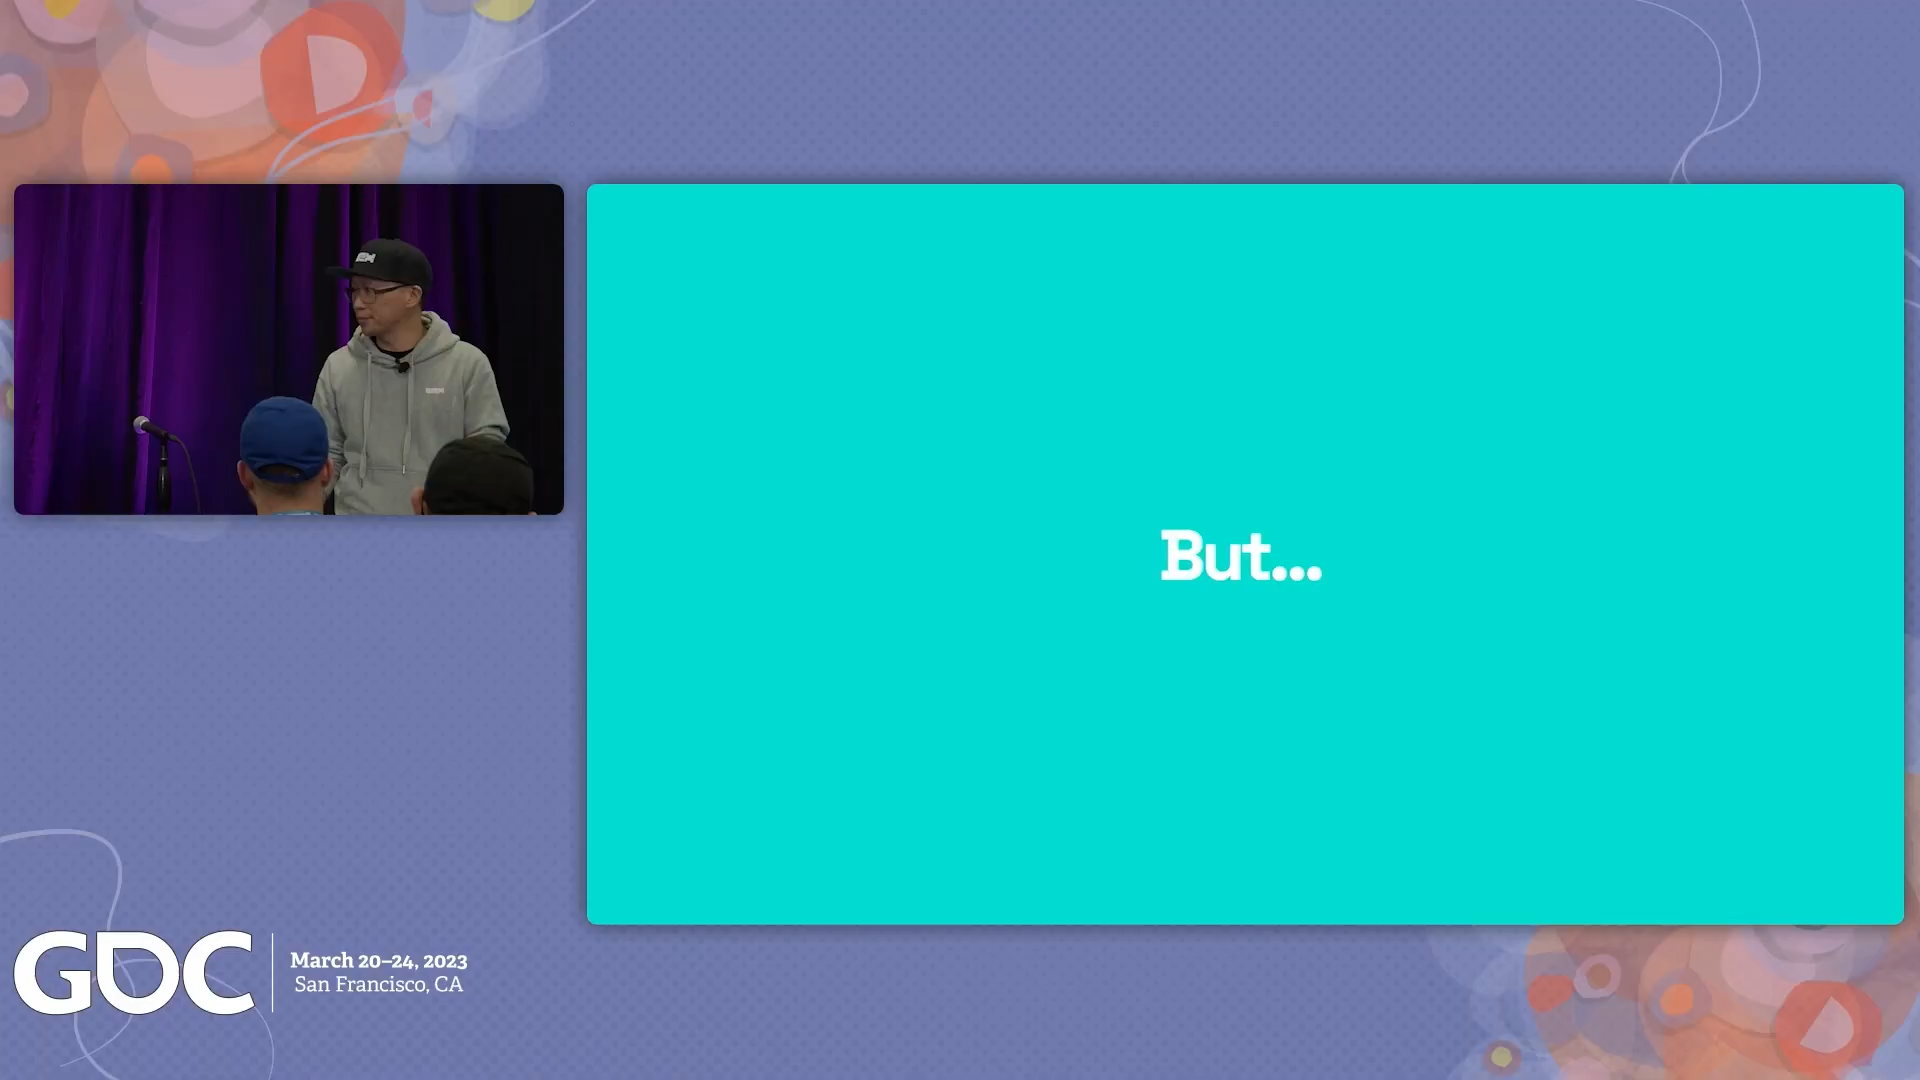 But...
GDC
March 20–24, 2023
San Francisco, CA